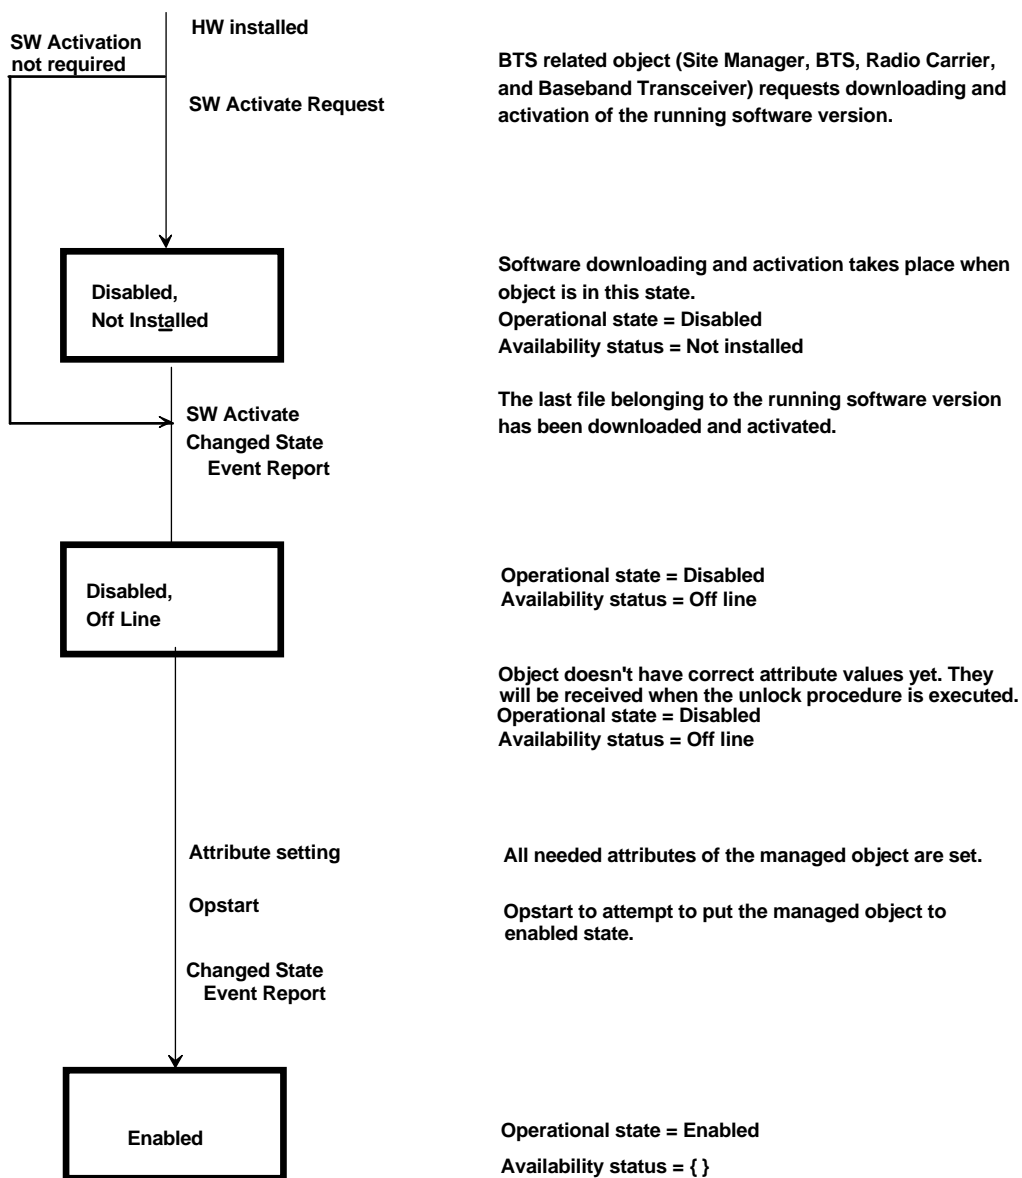 HW installed
SW Activation
not required
SW Activate Request
BTS related object (Site Manager, BTS, Radio Carrier,
and Baseband Transceiver) requests downloading and
activation of the running software version.
Disabled,
Not Installed
Software downloading and activation takes place when
object is in this state.
Operational state = Disabled
Availability status = Not installed
SW Activate
Changed State
Event Report
The last file belonging to the running software version
has been downloaded and activated.
Disabled,
Off Line
Operational state = Disabled
Availability status = Off line
Object doesn't have correct attribute values yet. They
will be received when the unlock procedure is executed.
Operational state = Disabled
Availability status = Off line
Attribute setting
All needed attributes of the managed object are set.
Opstart
Opstart to attempt to put the managed object to
enabled state.
Changed State
Event Report
Enabled
Operational state = Enabled
Availability status = { }